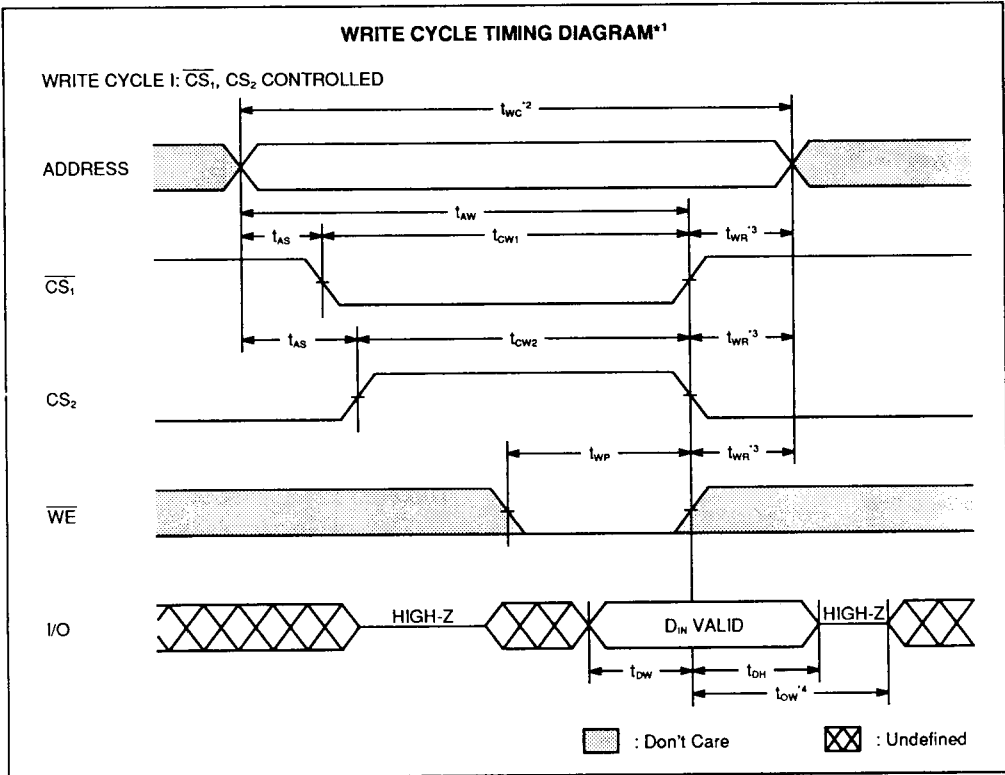 WRITE CYCLE TIMING DIAGRAM*1
WRITE CYCLE I: CS1, CS2 CONTROLLED
tWC*2
ADDRESS
tAW
tAS tCW1 tWR*3
CS1
tAS tCW2 tWR*3
CS2
tWP tWR*3
WE
I/O HIGH-Z DIN VALID HIGH-Z
tDW tDH
tOW*4
: Don't Care : Undefined